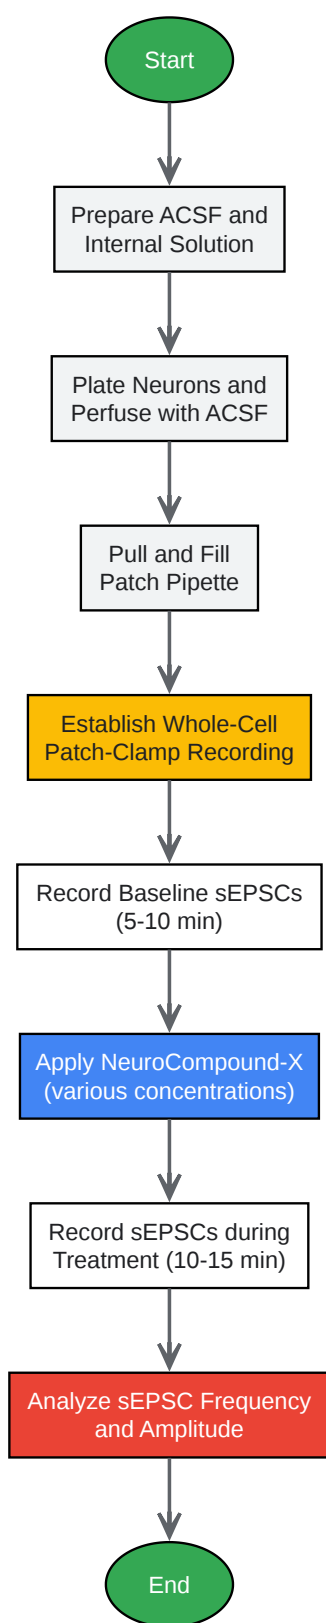 Start
Prepare ACSF and
Internal Solution
Plate Neurons and
Perfuse with ACSF
Pull and Fill
Patch Pipette
Establish Whole-Cell
Patch-Clamp Recording
Record Baseline sEPSCs
(5-10 min)
Apply NeuroCompound-X
(various concentrations)
Record sEPSCs during
Treatment (10-15 min)
Analyze sEPSC Frequency
and Amplitude
End